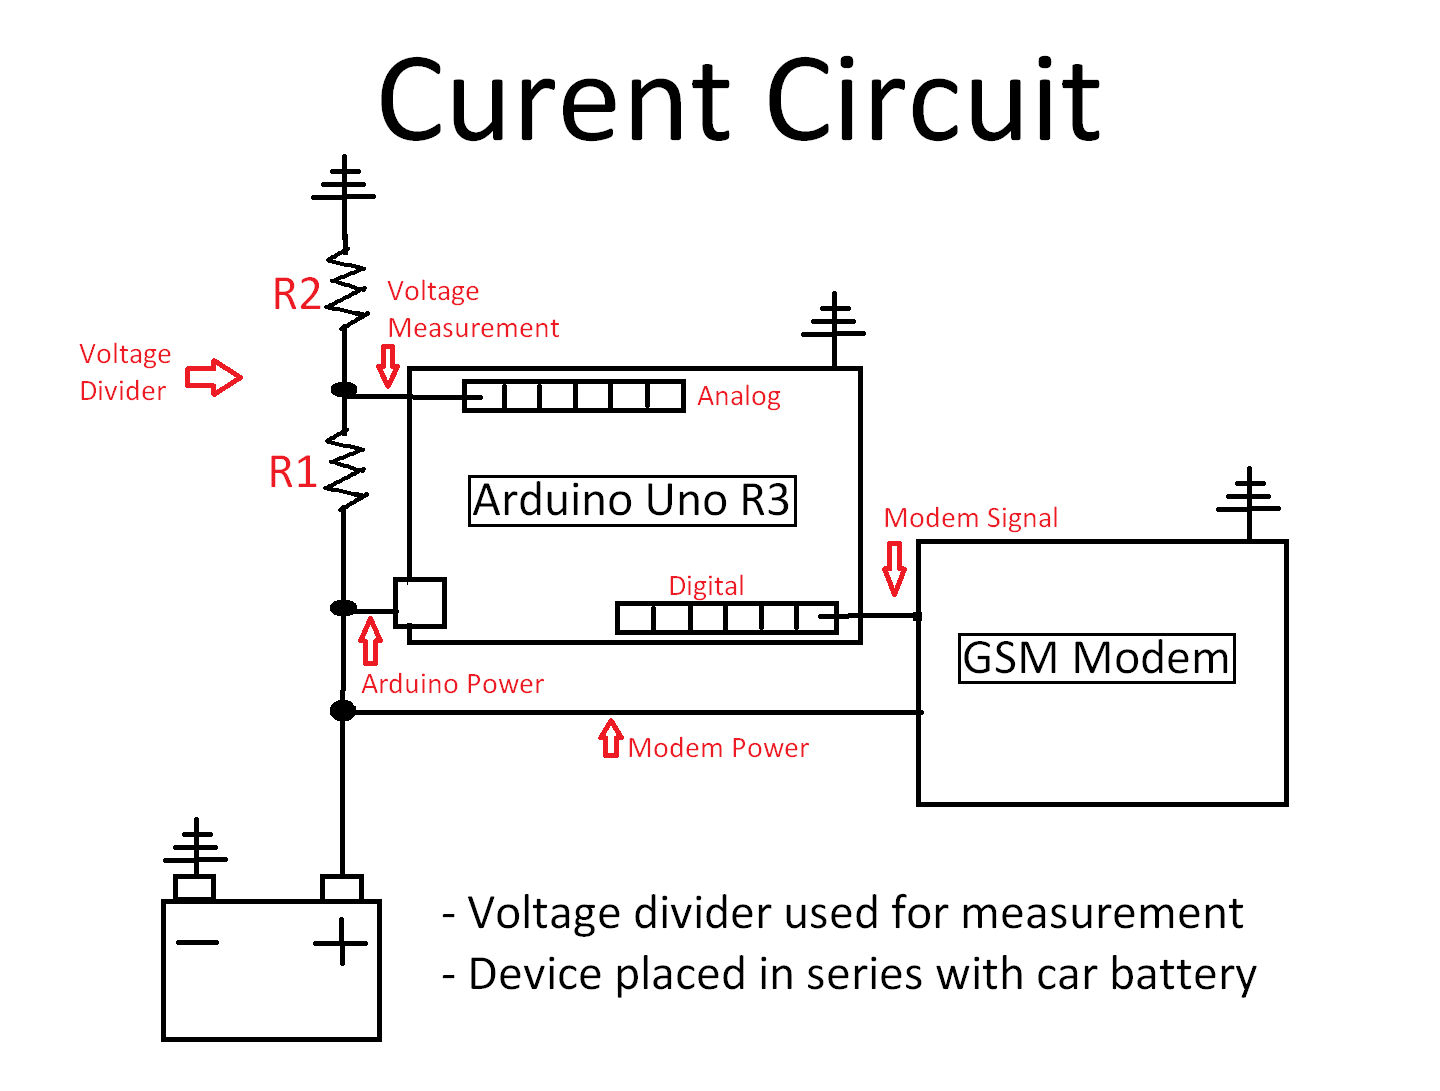 Curent Circuit
R2
Voltage
Measurement
Voltage
Divider
Analog
R1
Arduino Uno R3
Modem Signal
Digital
GSM Modem
Arduino Power
Modem Power
- Voltage divider used for measurement
- Device placed in series with car battery